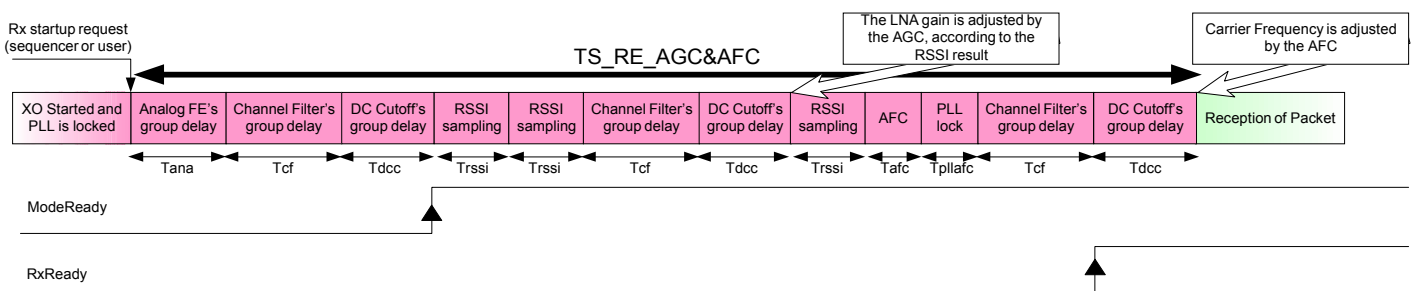 Rx startup request
(sequencer or user)
The LNA gain is adjusted by
the AGC, according to the
RSSI result
Carrier Frequency is adjusted
by the AFC
TS_RE_AGC&AFC
XO Started and
PLL is locked
Analog FE's
group delay
Channel Filter's
group delay
DC Cutoff's
group delay
RSSI
sampling
RSSI
sampling
Channel Filter's
group delay
DC Cutoff's
group delay
RSSI
sampling
AFC
PLL
lock
Channel Filter's
group delay
DC Cutoff's
group delay
Reception of Packet
Tana
Tcf
Tdcc
Trssi
Trssi
Tcf
Tdcc
Trssi
Tafc
Tpllafc
Tcf
Tdcc
ModeReady
RxReady